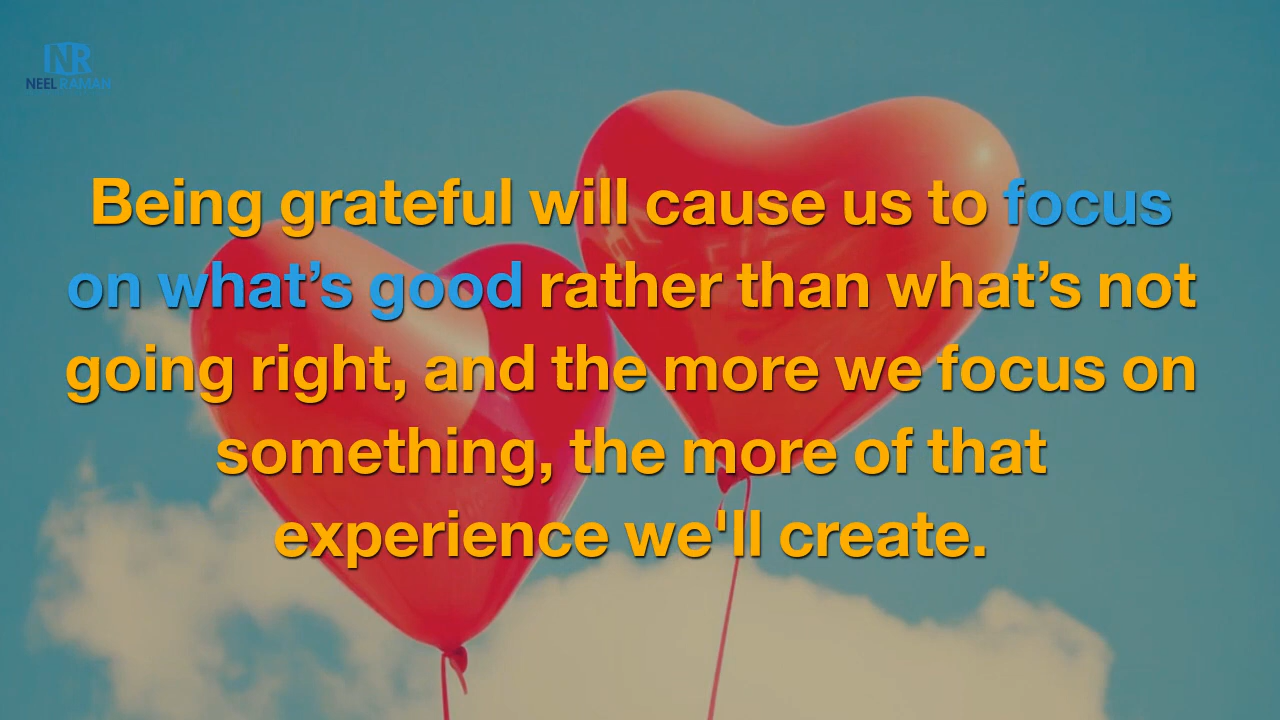 NR
NEEL RAMAN
Being grateful will cause us to focus
on what’s good rather than what’s not
going right, and the more we focus on
something, the more of that
experience we'll create.